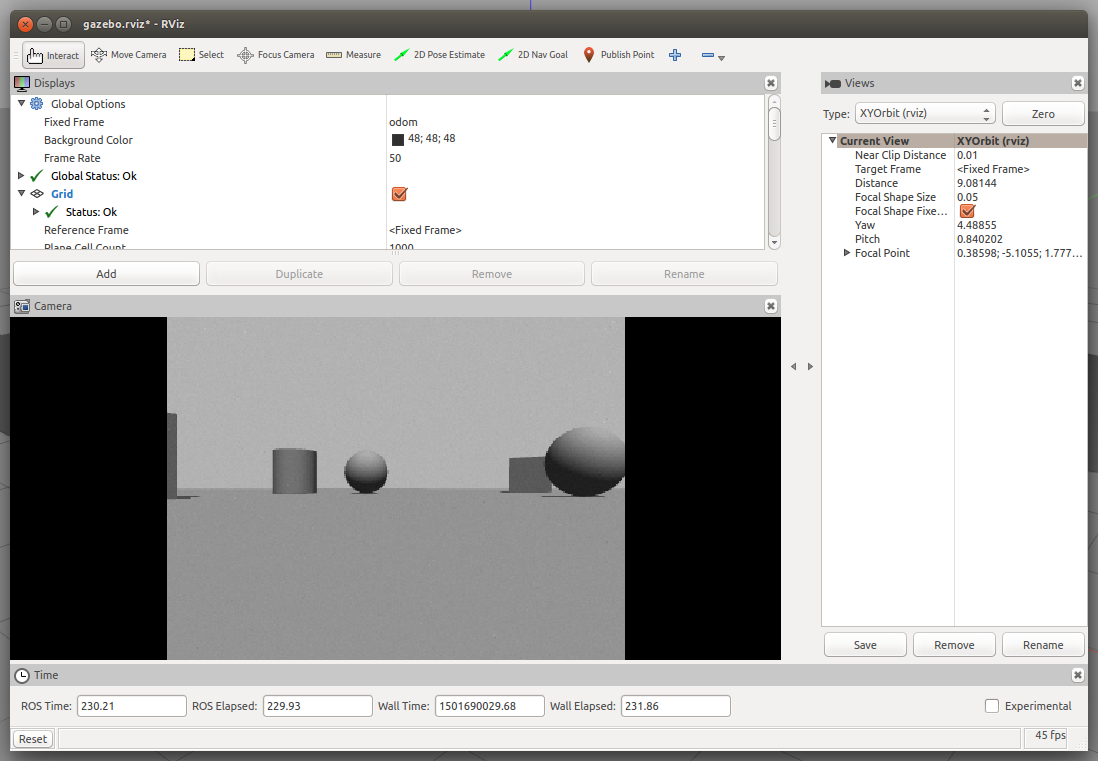 gazebo.rviz* - RViz
Interact Move Camera Select Focus Camera Measure 2D Pose Estimate 2D Nav Goal Publish Point
Displays
Global Options
Fixed Frame odom
Background Color 48; 48; 48
Frame Rate 50
Global Status: Ok
Grid
Status: Ok
Reference Frame <Fixed Frame>
Plane Cell Count 1000
Add Duplicate Remove Rename
Camera
Views
Type: XYOrbit (rviz) Zero
Current View XYOrbit (rviz)
Near Clip Distance 0.01
Target Frame <Fixed Frame>
Distance 9.08144
Focal Shape Size 0.05
Focal Shape Fixe...
Yaw 4.48855
Pitch 0.840202
Focal Point 0.38598; -5.1055; 1.777...
Save Remove Rename
Time
ROS Time: 230.21 ROS Elapsed: 229.93 Wall Time: 1501690029.68 Wall Elapsed: 231.86 Experimental
Reset 45 fps